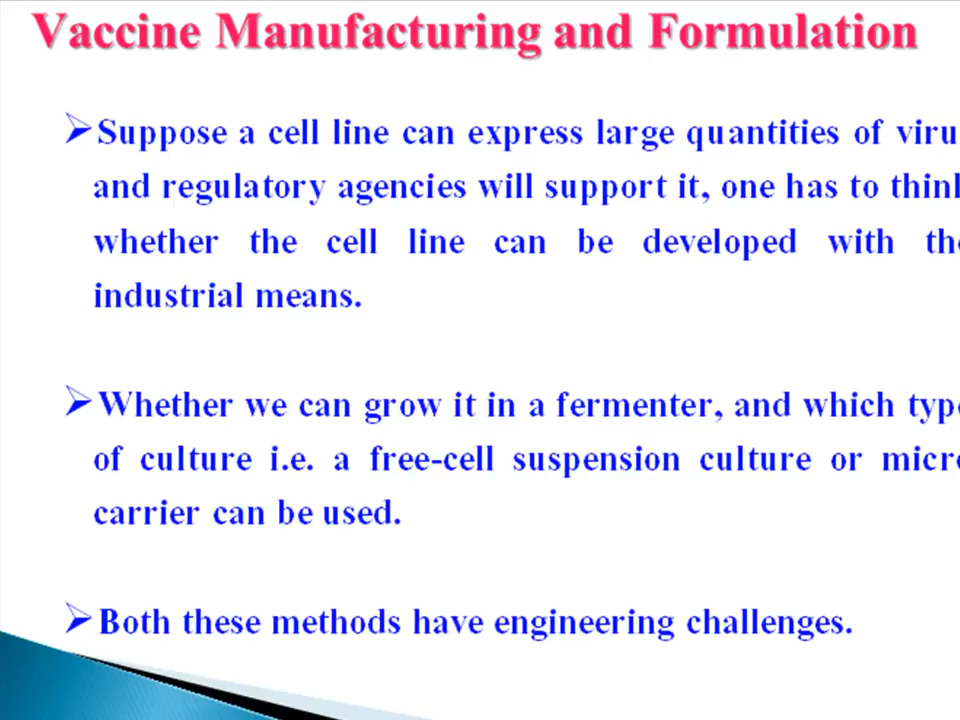 Vaccine Manufacturing and Formulation
Suppose a cell line can express large quantities of viru
and regulatory agencies will support it, one has to think
whether the cell line can be developed with the
industrial means.
Whether we can grow it in a fermenter, and which type
of culture i.e. a free-cell suspension culture or micro
carrier can be used.
Both these methods have engineering challenges.